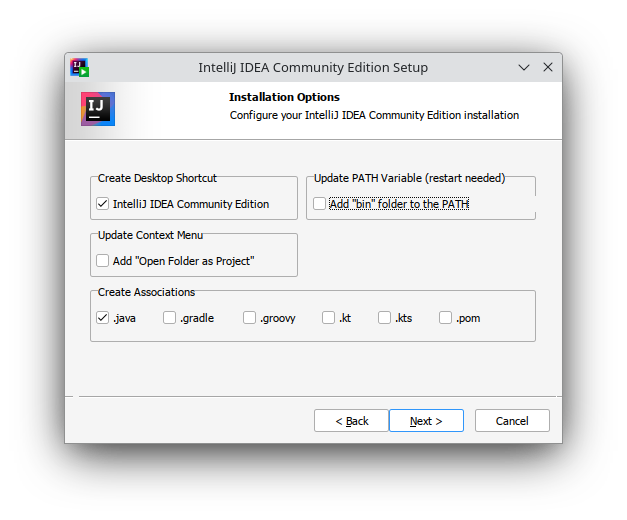 IntelliJ IDEA Community Edition Setup
IJ
Installation Options
Configure your IntelliJ IDEA Community Edition installation
Create Desktop Shortcut
IntelliJ IDEA Community Edition
Update PATH Variable (restart needed)
Add "bin" folder to the PATH
Update Context Menu
Add "Open Folder as Project"
Create Associations
.java .gradle .groovy .kt .kts .pom
< Back Next > Cancel